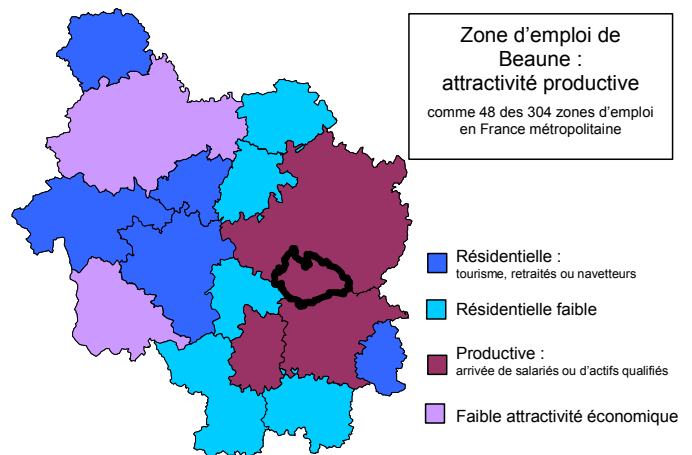 Zone d'emploi de
Beaune :
attractivité productive
comme 48 des 304 zones d'emploi
en France métropolitaine
Résidentielle :
tourisme, retraités ou navetteurs
Résidentielle faible
Productive :
arrivée de salariés ou d'actifs qualifiés
Faible attractivité économique